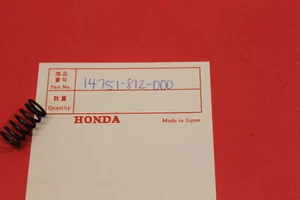 部品番号 14751-812-000
Part No.
数量
Quantity
HONDA Made in Japan